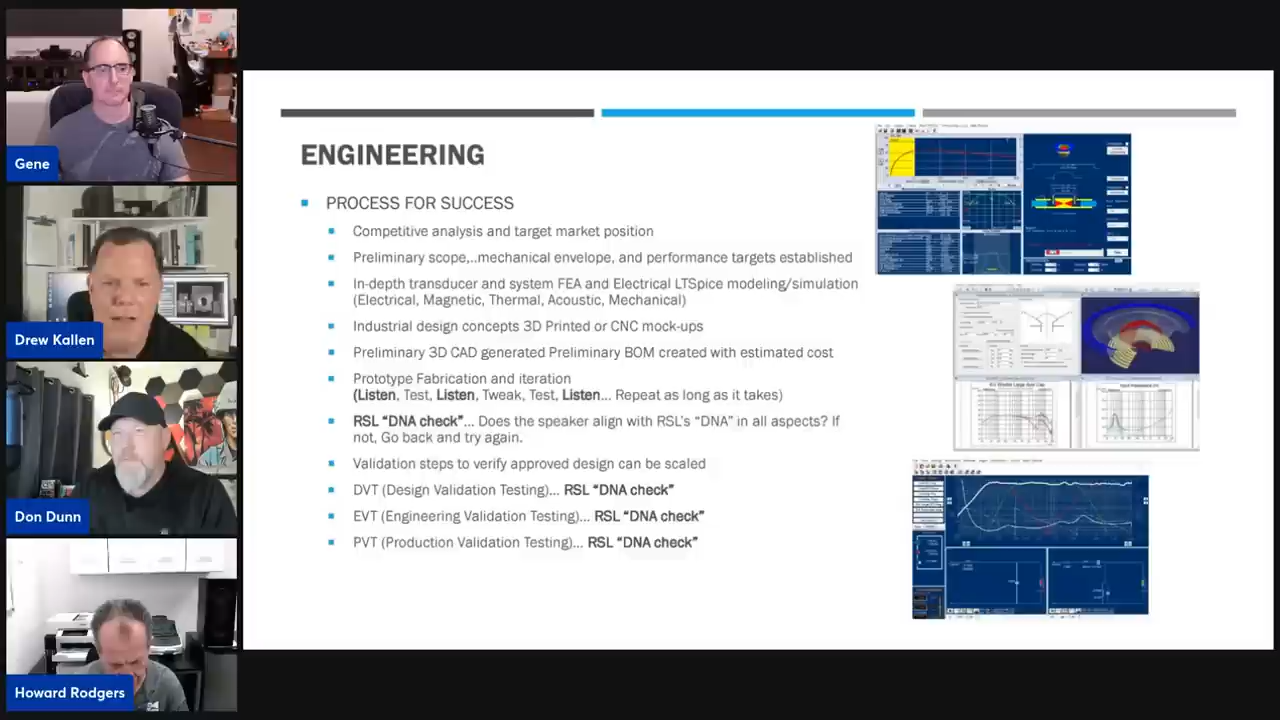 Gene
Drew Kallen
Don Dunn
Howard Rodgers
ENGINEERING
PROCESS FOR SUCCESS
Competitive analysis and target market position
Preliminary scope,..mechanical envelope, and performance targets established
In-depth transducer and system FEA and Electrical LTSpice modeling/simulation
(Electrical, Magnetic, Thermal, Acoustic, Mechanical)
Industrial design concepts 3D Printed or CNC mock-ups
Preliminary 3D CAD generated Preliminary BOM created with estimated cost
Prototype Fabrication and iteration
(Listen, Test, Listen, Tweak, Test, Listen... Repeat as long as it takes)
RSL “DNA check”... Does the speaker align with RSL’s “DNA” in all aspects? If
not, Go back and try again.
Validation steps to verify approved design can be scaled
DVT (Design Validation Testing)... RSL “DNA check”
EVT (Engineering Validation Testing)... RSL “DNA check”
PVT (Production Validation Testing)... RSL “DNA check”